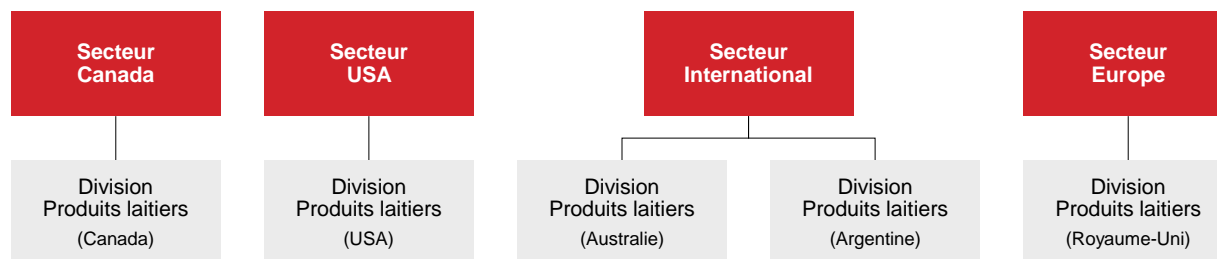 Secteur
Canada
Secteur
USA
Secteur
International
Secteur
Europe
Division
Produits laitiers
(Canada)
Division
Produits laitiers
(USA)
Division
Produits laitiers
(Australie)
Division
Produits laitiers
(Argentine)
Division
Produits laitiers
(Royaume-Uni)